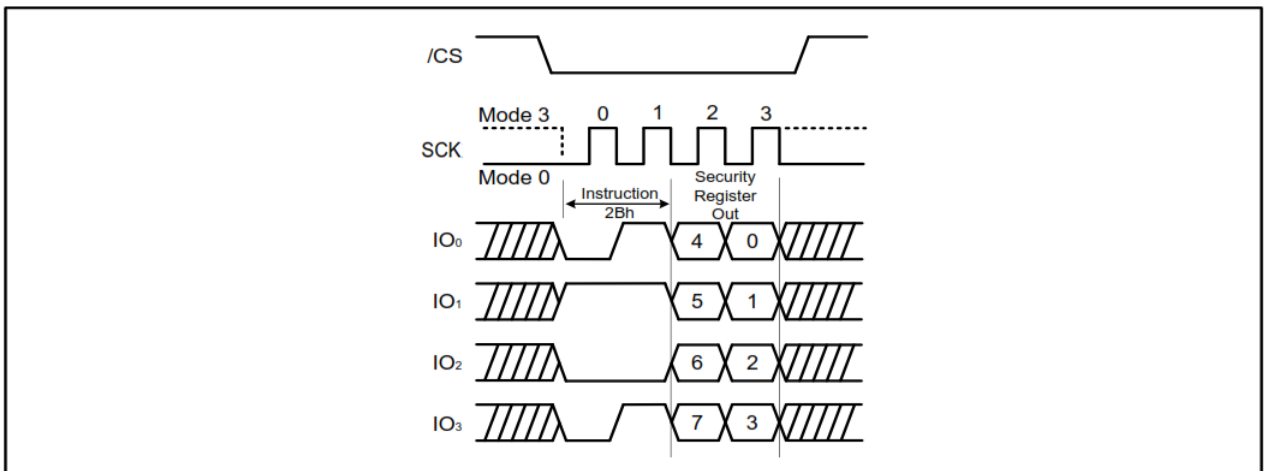 /CS
Mode 3 0 1 2 3
SCK
Mode 0
Instruction
2Bh
Security
Register
Out
IO₀ 4 0
IO₁ 5 1
IO₂ 6 2
IO₃ 7 3